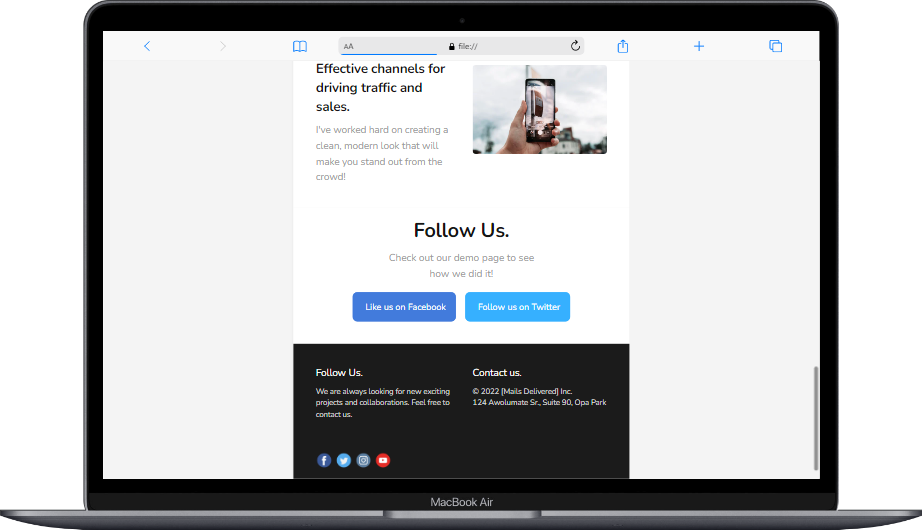 AA
file://
Effective channels for
driving traffic and
sales.
I've worked hard on creating a
clean, modern look that will
make you stand out from the
crowd!
Follow Us.
Check out our demo page to see
how we did it!
Like us on Facebook
Follow us on Twitter
Follow Us.
We are always looking for new exciting
projects and collaborations. Feel free to
contact us.
Contact us.
© 2022 [Mails Delivered] Inc.
124 Awolumate Sr., Suite 90, Opa Park
MacBook Air